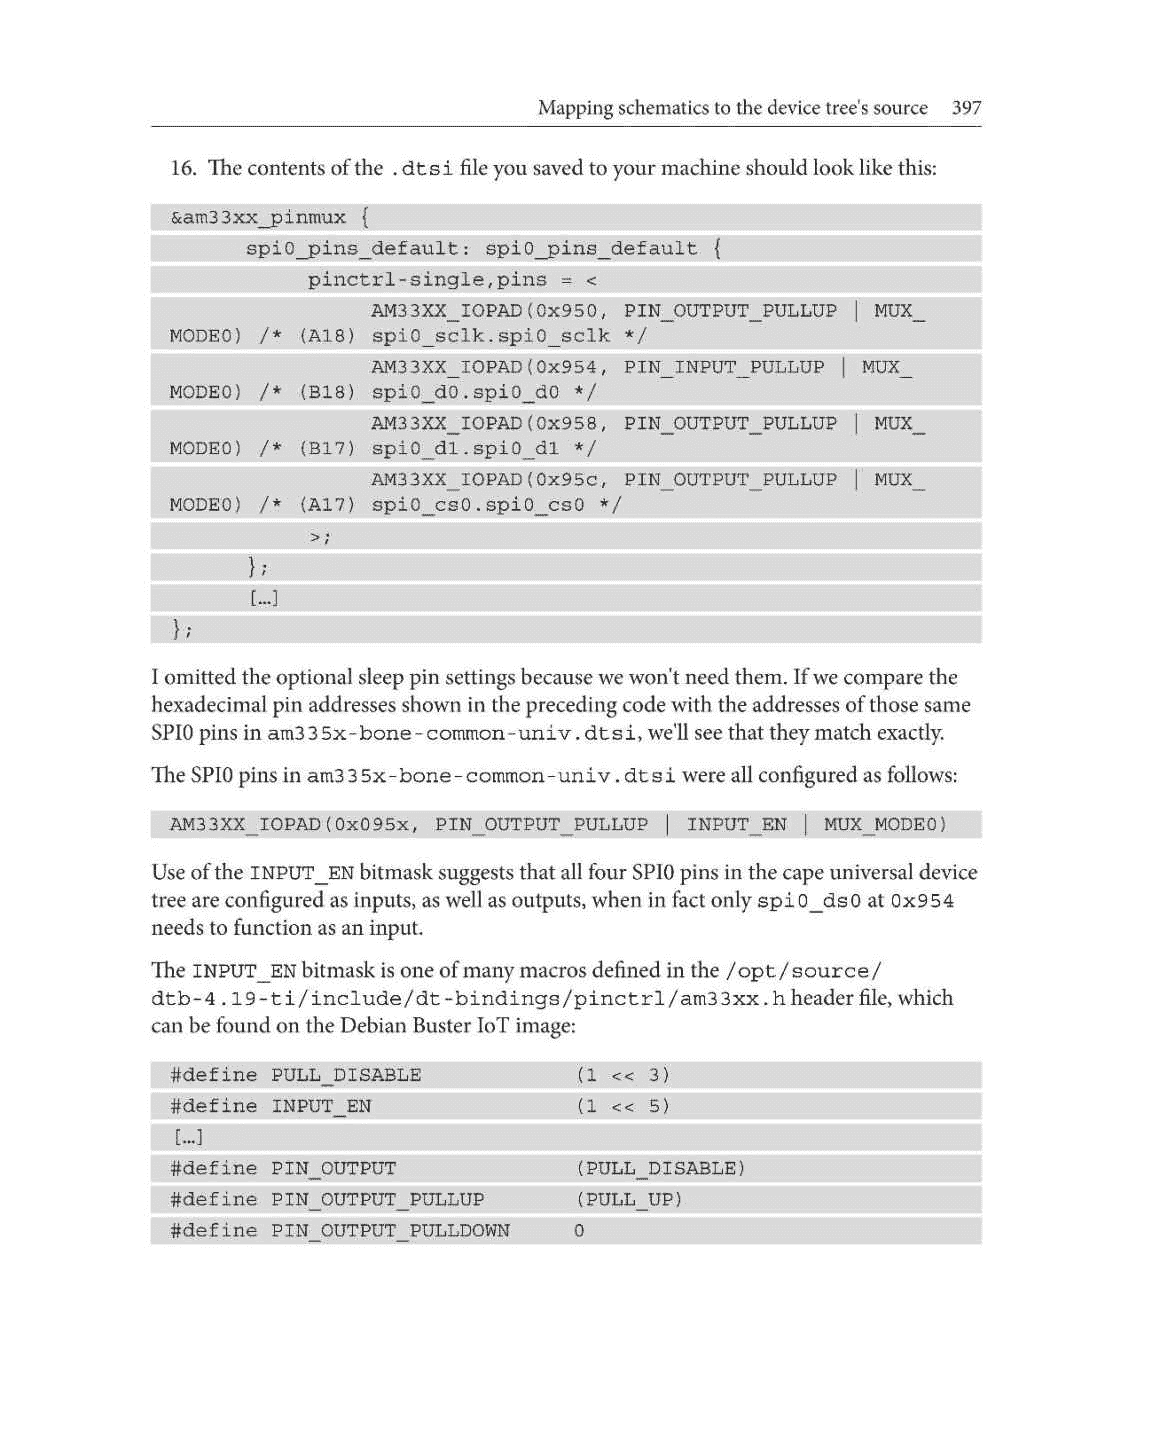 Mapping schematics to the device tree's source 397
16. The contents of the .dtsi file you saved to your machine should look like this:
&am33xx_pinmux {
spi0_pins_default: spi0_pins_default {
pinctrl-single,pins = <
AM33XX_IOPAD(0x950, PIN_OUTPUT_PULLUP | MUX_
MODE0) /* (A18) spi0_sclk.spi0_sclk */
AM33XX_IOPAD(0x954, PIN_INPUT_PULLUP | MUX_
MODE0) /* (B18) spi0_d0.spi0_d0 */
AM33XX_IOPAD(0x958, PIN_OUTPUT_PULLUP | MUX_
MODE0) /* (B17) spi0_d1.spi0_d1 */
AM33XX_IOPAD(0x95c, PIN_OUTPUT_PULLUP | MUX_
MODE0) /* (A17) spi0_cs0.spi0_cs0 */
>;
};
[…]
};
I omitted the optional sleep pin settings because we won't need them. If we compare the
hexadecimal pin addresses shown in the preceding code with the addresses of those same
SPI0 pins in am335x-bone-common-univ.dtsi, we'll see that they match exactly.
The SPI0 pins in am335x-bone-common-univ.dtsi were all configured as follows:
AM33XX_IOPAD(0x095x, PIN_OUTPUT_PULLUP | INPUT_EN | MUX_MODE0)
Use of the INPUT_EN bitmask suggests that all four SPI0 pins in the cape universal device
tree are configured as inputs, as well as outputs, when in fact only spi0_ds0 at 0x954
needs to function as an input.
The INPUT_EN bitmask is one of many macros defined in the /opt/source/
dtb-4.19-ti/include/dt-bindings/pinctrl/am33xx.h header file, which
can be found on the Debian Buster IoT image:
#define PULL_DISABLE (1 << 3)
#define INPUT_EN (1 << 5)
[…]
#define PIN_OUTPUT (PULL_DISABLE)
#define PIN_OUTPUT_PULLUP (PULL_UP)
#define PIN_OUTPUT_PULLDOWN 0